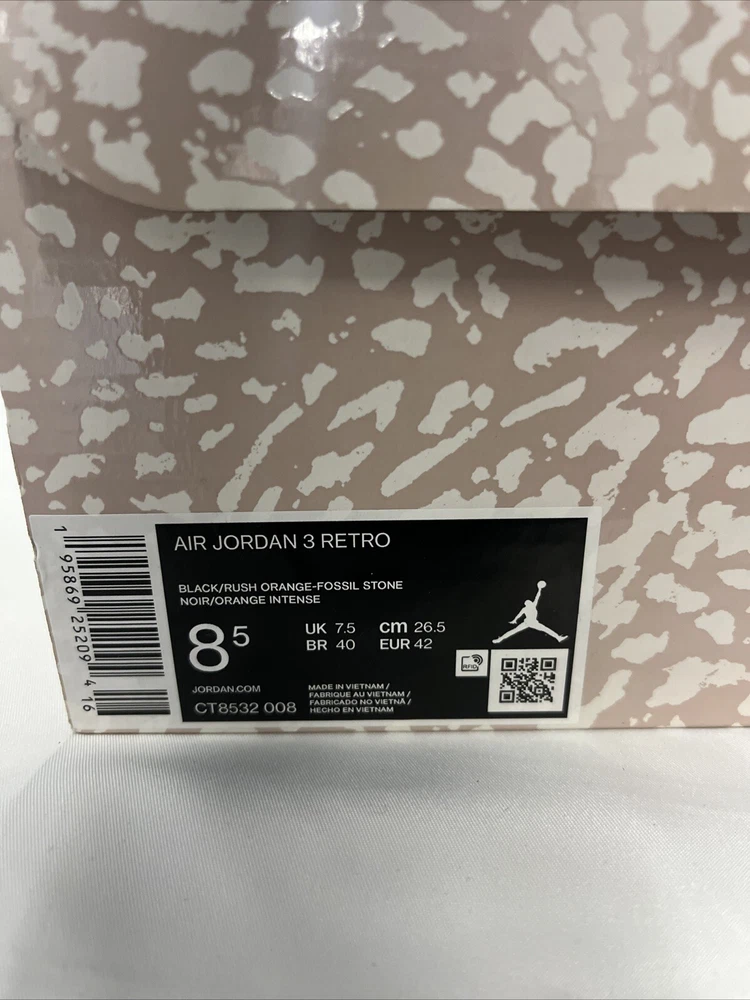 AIR JORDAN 3 RETRO
BLACK/RUSH ORANGE-FOSSIL STONE
NOIR/ORANGE INTENSE
8 5
UK 7.5 cm 26.5
BR 40 EUR 42
JORDAN.COM
CT8532 008
MADE IN VIETNAM /
FABRIQUE AU VIETNAM /
FABRICADO NO VIETNÃ /
HECHO EN VIETNAM
RFID
1 95869 25209 4 16